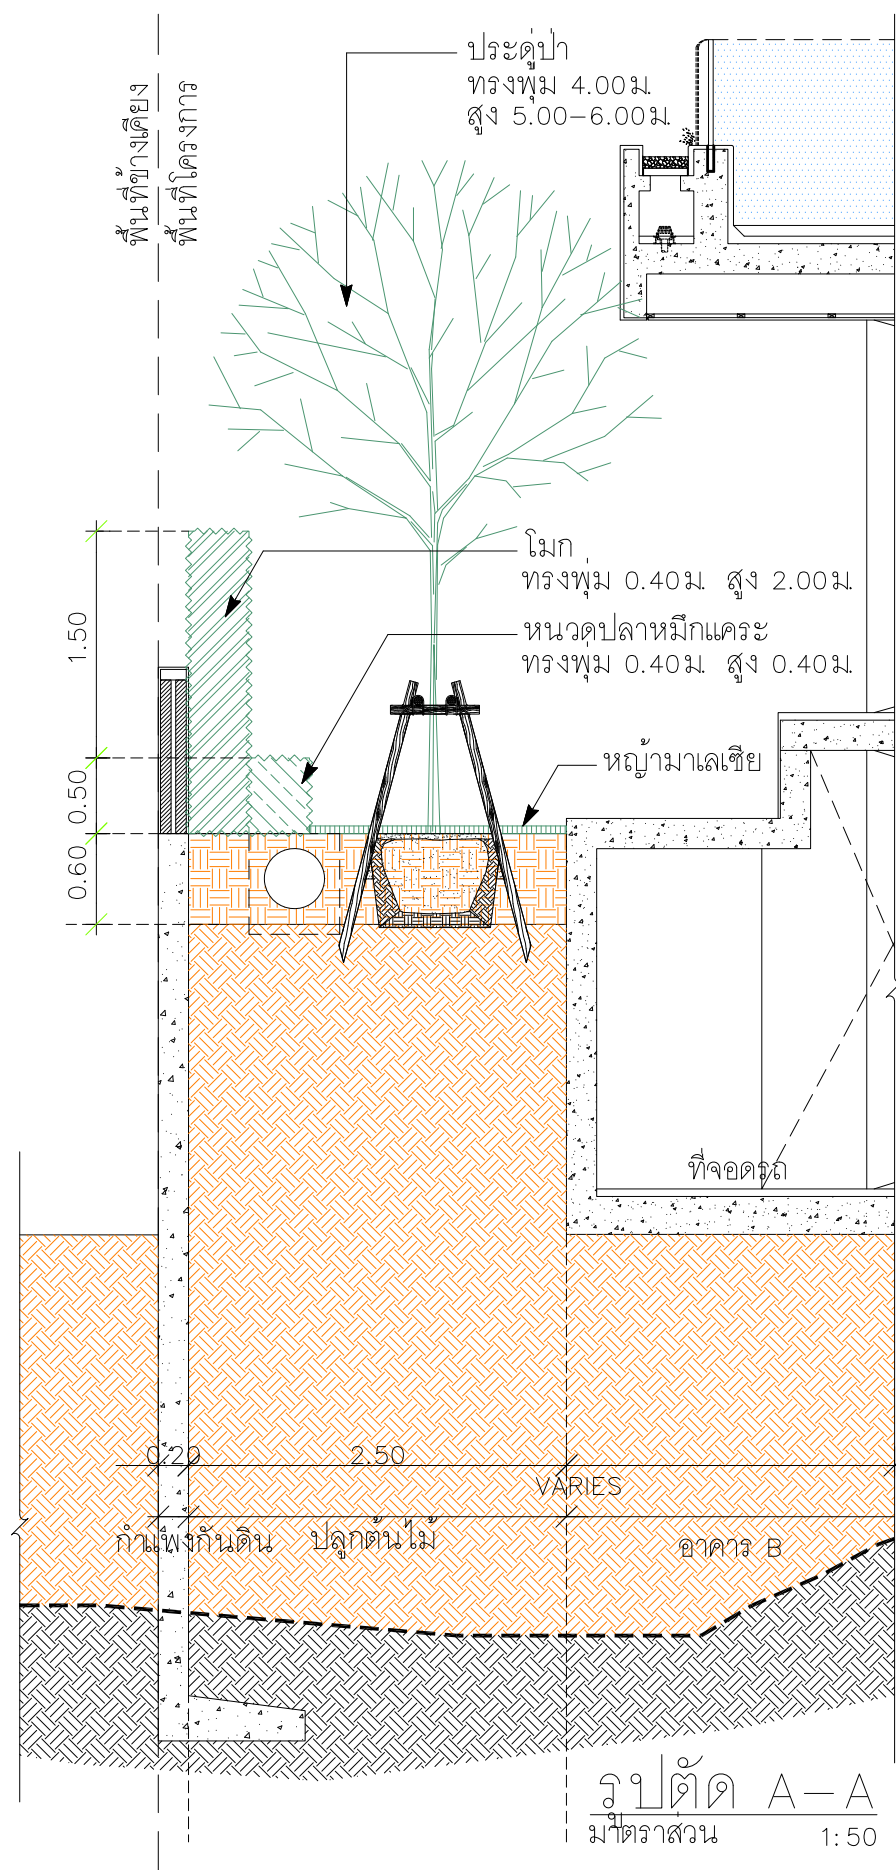 ประดู่ป่า
ทรงพุ่ม 4.00ม.
สูง 5.00-6.00ม.
พื้นที่ข้างเคียง
พื้นที่โครงการ
โมก
ทรงพุ่ม 0.40ม. สูง 2.00ม.
หนวดปลาหมึกแคระ
ทรงพุ่ม 0.40ม. สูง 0.40ม.
หญ้ามาเลเซีย
1.50
0.50
0.60
ที่จอดรถ
0.20
2.50
VARIES
กำแพงกันดิน
ปลูกต้นไม้
อาคาร B
รูปตัด A-A
มาตราส่วน 1:50